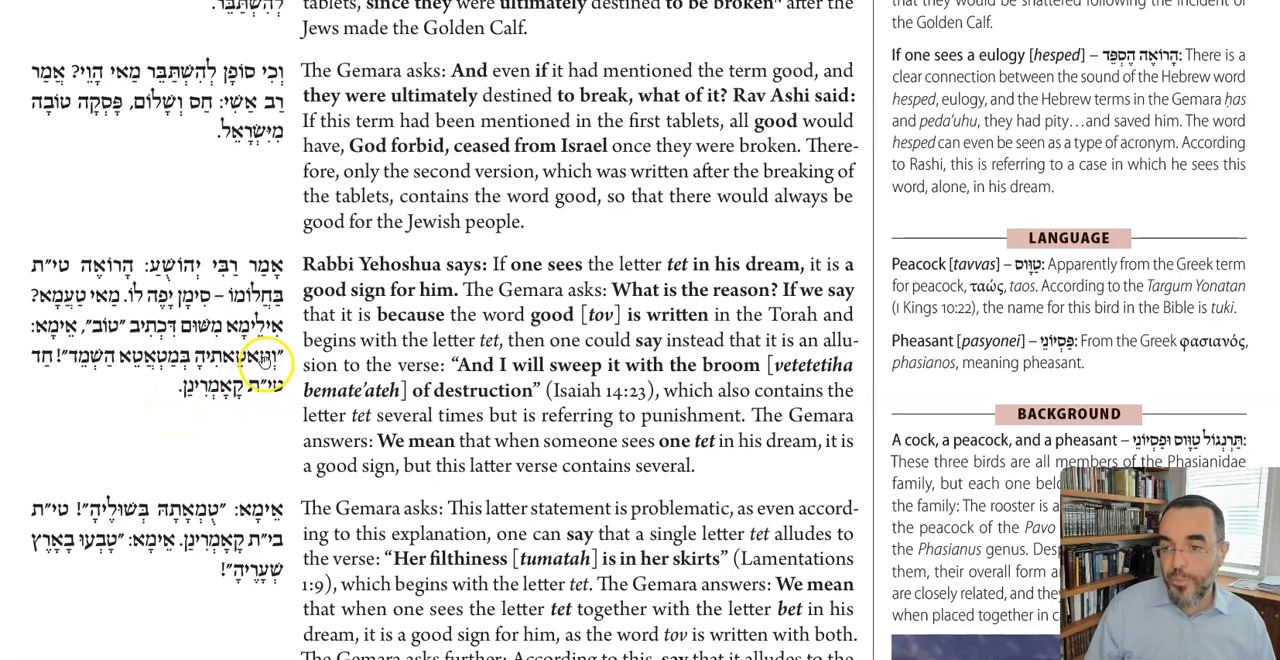 לְהִשְׁתַּבֵּר.
וְכִי סוֹפָן לְהִשְׁתַּבֵּר מַאי הָוֵי? אֲמַר
רַב אַשִׁי: חַס וְשָׁלוֹם, פָּסְקָה טוֹבָה
מִיִּשְׂרָאֵל.
אָמַר רַבִּי יְהוֹשֻׁעַ: הָרוֹאֶה טי״ת
בַּחֲלוֹמוֹ – סִימָן יָפֶה לוֹ. מַאי טַעֲמָא?
אִילֵּימָא מִשּׁוּם דִּכְתִיב ״טוֹב״, אֵימָא:
בְּמַטְאֲטֵא הַשְׁמֵד״! חַד
טי״ת קָאָמְרִינַן.
אֵימָא: ״טֻמְאָתָהּ בְּשׁוּלֶיהָ״! טי״ת
בי״ת קָאָמְרִינַן. אֵימָא: ״טָבְעוּ בָאָרֶץ
שְׁעָרֶיהָ״!
tablets, since they were ultimately destined to be broken after the
Jews made the Golden Calf.
The Gemara asks: And even if it had mentioned the term good, and
they were ultimately destined to break, what of it? Rav Ashi said:
If this term had been mentioned in the first tablets, all good would
have, God forbid, ceased from Israel once they were broken. There-
fore, only the second version, which was written after the breaking of
the tablets, contains the word good, so that there would always be
good for the Jewish people.
Rabbi Yehoshua says: If one sees the letter tet in his dream, it is a
good sign for him. The Gemara asks: What is the reason? If we say
that it is because the word good [tov] is written in the Torah and
begins with the letter tet, then one could say instead that it is an allu-
sion to the verse: “And I will sweep it with the broom [vetetetiha
bemate’ateh] of destruction” (Isaiah 14:23), which also contains the
letter tet several times but is referring to punishment. The Gemara
answers: We mean that when someone sees one tet in his dream, it is
a good sign, but this latter verse contains several.
The Gemara asks: This latter statement is problematic, as even accord-
ing to this explanation, one can say that a single letter tet alludes to
the verse: “Her filthiness [tumatah] is in her skirts” (Lamentations
1:9), which begins with the letter tet. The Gemara answers: We mean
that when one sees the letter tet together with the letter bet in his
dream, it is a good sign for him, as the word tov is written with both.
The Gemara asks further: According to this, say that it alludes to the
that they would be shattered following the incident of
the Golden Calf.
If one sees a eulogy [hesped] – הָרוֹאֶה הֶסְפֵּד: There is a
clear connection between the sound of the Hebrew word
hesped, eulogy, and the Hebrew terms in the Gemara ḥas
and peda’uhu, they had pity…and saved him. The word
hesped can even be seen as a type of acronym. According
to Rashi, this is referring to a case in which he sees this
word, alone, in his dream.
LANGUAGE
Peacock [tavvas] – טַוָּוס: Apparently from the Greek term
for peacock, ταώς, taos. According to the Targum Yonatan
(I Kings 10:22), the name for this bird in the Bible is tuki.
Pheasant [pasyonei] – פַּסְיוֹנֵי: From the Greek φασιανός,
phasianos, meaning pheasant.
BACKGROUND
A cock, a peacock, and a pheasant – תַּרְנְגוֹל טַוָּוס וּפַסְיוֹנֵי:
These three birds are all members of the Phasianidae
family, but each one
the family: The rooster is a
the peacock of the Pavo
the Phasianus genus.
them, their overall form
are closely related, and
when placed together in